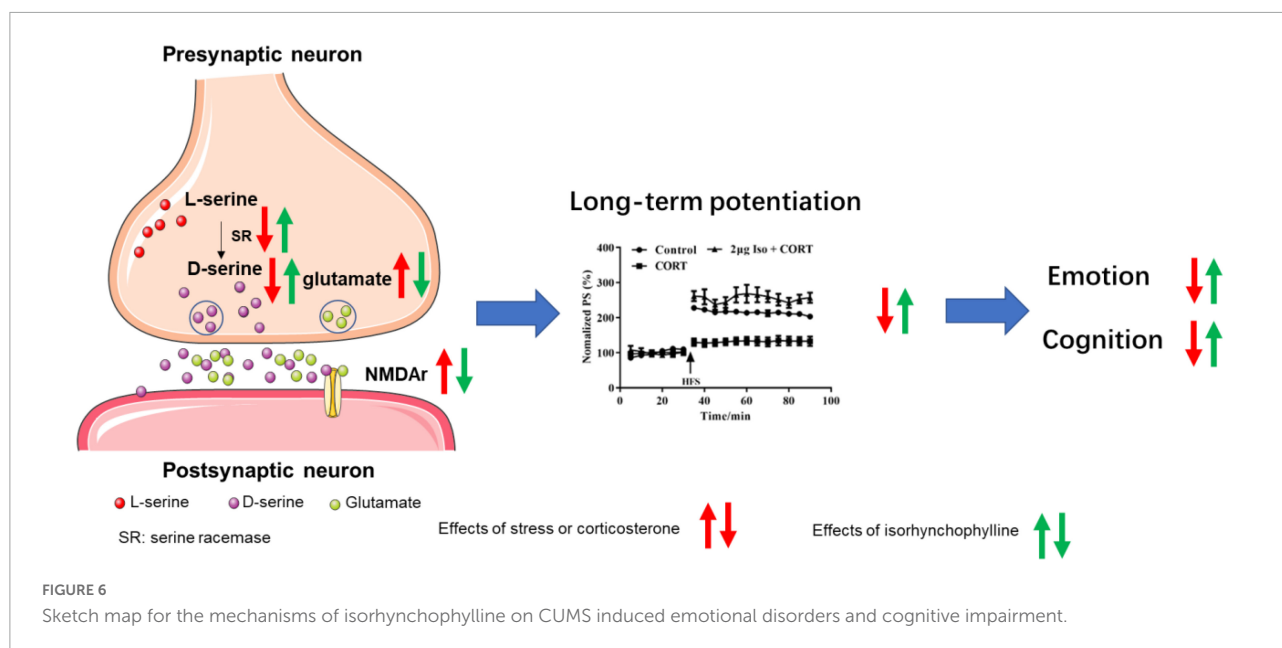 Presynaptic neuron
L-serine
SR
D-serine
glutamate
NMDAr
Postsynaptic neuron
L-serine
D-serine
Glutamate
SR: serine racemase
Long-term potentiation
Control
2μg Iso + CORT
CORT
Nomalized PS (%)
400
300
200
100
0
HFS
0
20
40
60
80
100
Time/min
Emotion
Cognition
Effects of stress or corticosterone
Effects of isorhynchophylline
FIGURE 6
Sketch map for the mechanisms of isorhynchophylline on CUMS induced emotional disorders and cognitive impairment.